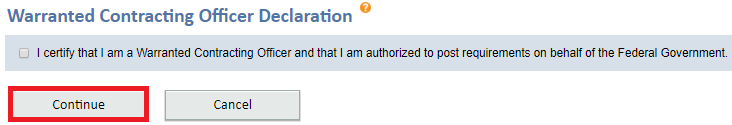 Warranted Contracting Officer Declaration ?
I certify that I am a Warranted Contracting Officer and that I am authorized to post requirements on behalf of the Federal Government.
Continue Cancel